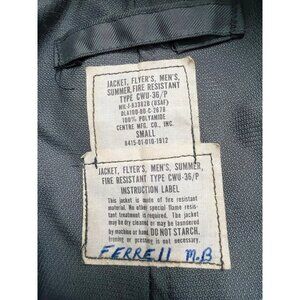 JACKET, FLYER'S, MEN'S,
SUMMER, FIRE RESISTANT
TYPE CWU-36/P
MIL-J-83382B (USAF)
DLA100-80-C-2678
100% POLYAMIDE
CENTRE MFG. CO., INC.
SMALL
8415-01-010-1912
JACKET, FLYER'S, MEN'S, SUMMER,
FIRE RESISTANT TYPE CWU-36/P
INSTRUCTION LABEL
This jacket is made of fire resistant
material. No other special flame resis-
tant treatment is required. The jacket
may be dry cleaned or may be laundered
by machine or hand. DO NOT STARCH.
Ironing or pressing is not necessary.
FERRELL M.B